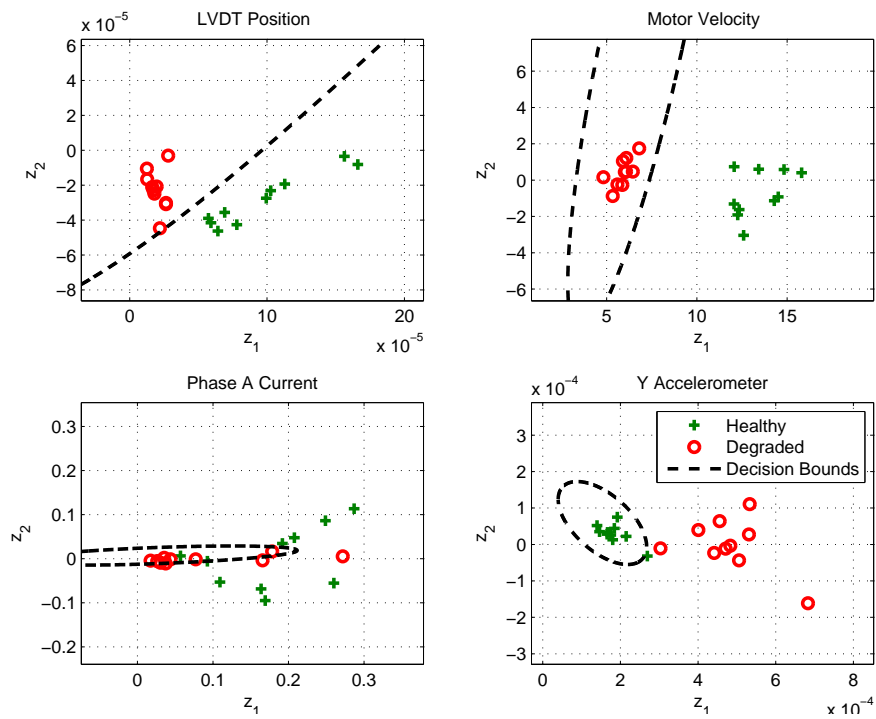 LVDT Position
x 10⁻⁵
6
4
2
0
−2
−4
−6
−8
z₂
0
10
20
z₁
x 10⁻⁵
Motor Velocity
6
4
2
0
−2
−4
−6
z₂
5
10
15
z₁
Phase A Current
0.3
0.2
0.1
0
−0.1
−0.2
z₂
0
0.1
0.2
0.3
z₁
Y Accelerometer
x 10⁻⁴
3
2
1
0
−1
−2
−3
z₂
0
2
4
6
8
z₁
x 10⁻⁴
Healthy
Degraded
Decision Bounds